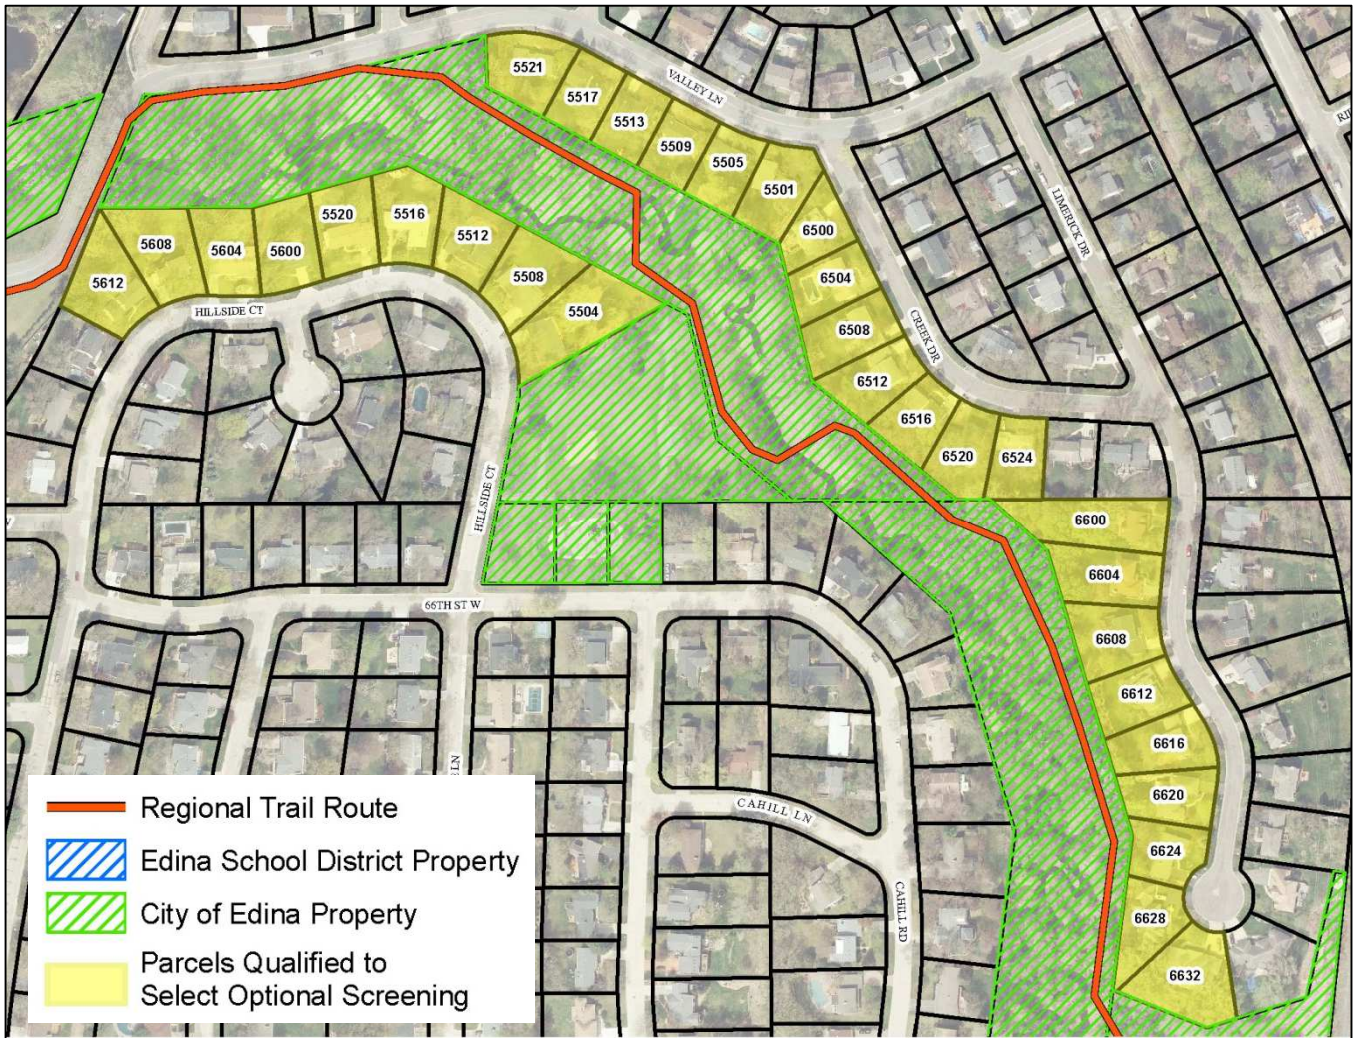 VALLEY LN
5521
5517
5513
5509
5505
5501
6500
6504
6508
6512
6516
6520
6524
LIMERICK DR
CREEK DR
5612
5608
5604
5600
5520
5516
5512
5508
5504
HILLSIDE CT
HILLSIDE CT
66TH ST W
6600
6604
6608
6612
6616
6620
6624
6628
6632
LN
CAHILL LN
CAHILL RD
Regional Trail Route
Edina School District Property
City of Edina Property
Parcels Qualified to
Select Optional Screening